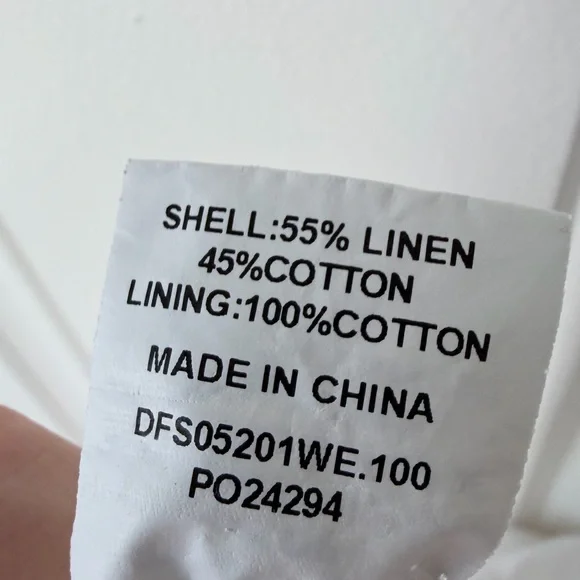 SHELL:55% LINEN
45%COTTON
LINING:100%COTTON
MADE IN CHINA
DFS05201WE.100
PO24294